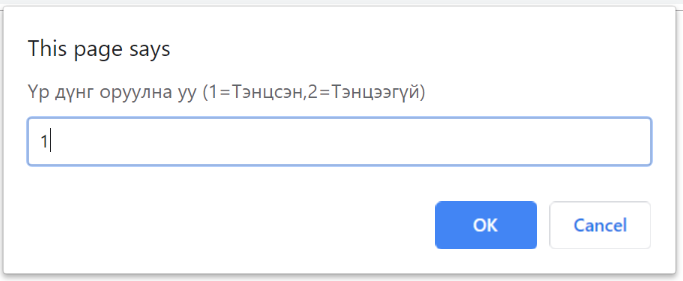 This page says
Үр дүнг оруулна уу (1=Тэнцсэн,2=Тэнцээгүй)
1
OK Cancel